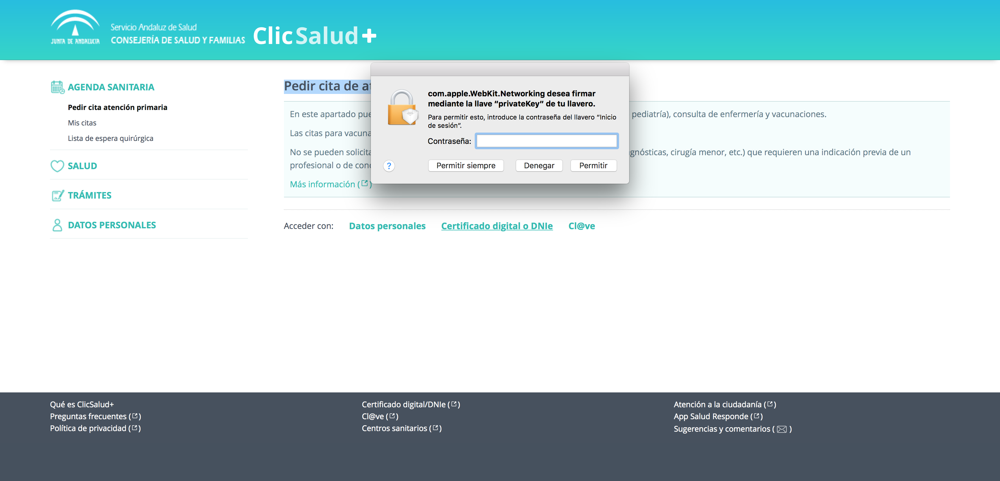 JUNTA DE ANDALUCIA
Servicio Andaluz de Salud
CONSEJERÍA DE SALUD Y FAMILIAS
ClicSalud+
AGENDA SANITARIA
Pedir cita atención primaria
Mis citas
Lista de espera quirúrgica
SALUD
TRÁMITES
DATOS PERSONALES
Pedir cita de
En este apartado
pediatría), consulta de enfermería y vacunaciones.
Las citas para
No se pueden
etc.) que requieren una indicación previa de un
cirugía menor,
profesional o de
Más información ( )
com.apple.WebKit.Networking desea firmar
mediante la llave “privateKey” de tu llavero.
Para permitir esto, introduce la contraseña del llavero “Inicio
de sesión”.
Contraseña:
?
Permitir siempre
Denegar
Permitir
Acceder con:
Datos personales
Certificado digital o DNIe
Cl@ve
Qué es ClicSalud+
Preguntas frecuentes ( )
Política de privacidad ( )
Certificado digital/DNIe ( )
Cl@ve ( )
Centros sanitarios ( )
Atención a la ciudadanía ( )
App Salud Responde ( )
Sugerencias y comentarios ( )